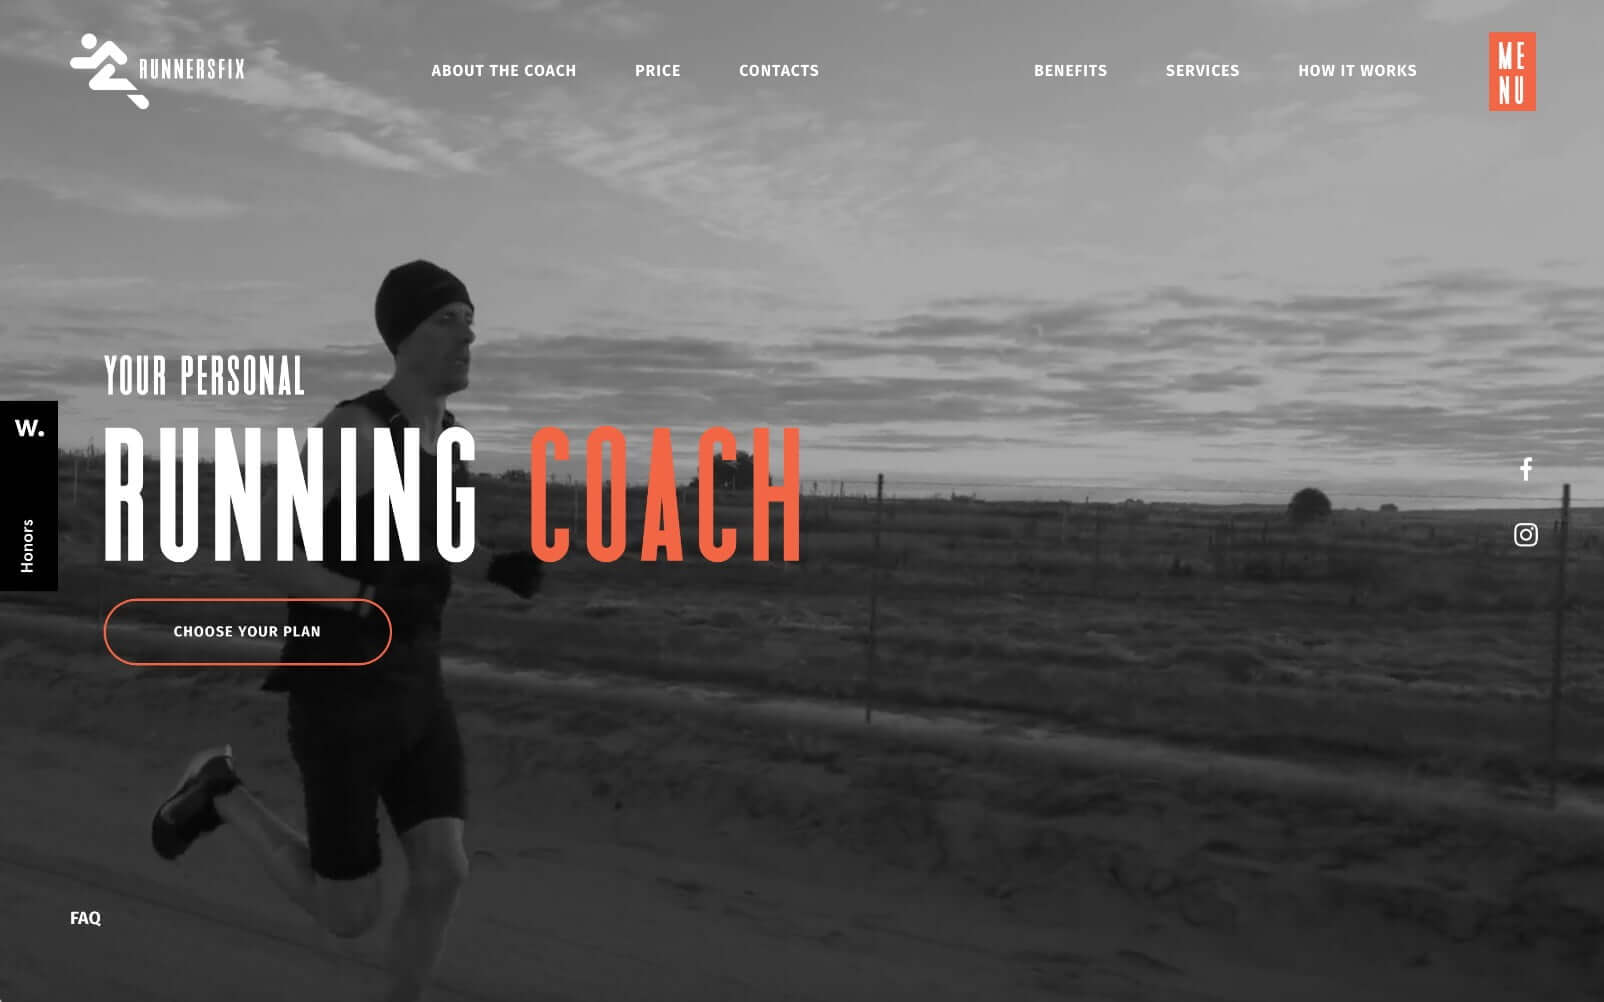 RUNNERSFIX
ABOUT THE COACH
PRICE
CONTACTS
BENEFITS
SERVICES
HOW IT WORKS
ME
NU
YOUR PERSONAL
RUNNING COACH
CHOOSE YOUR PLAN
W.
Honors
FAQ